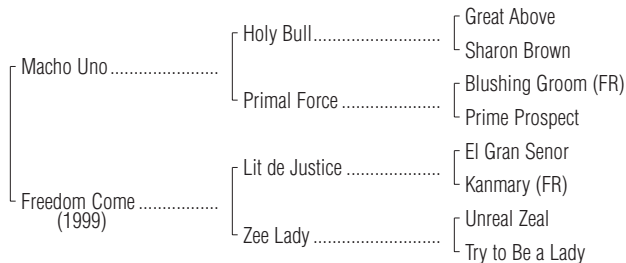 Great Above
Holy Bull............................
Sharon Brown
Macho Uno........................
Blushing Groom (FR)
Primal Force......................
Prime Prospect
El Gran Senor
Lit de Justice.....................
Kanmary (FR)
Freedom Come..................
(1999)
Unreal Zeal
Zee Lady............................
Try to Be a Lady